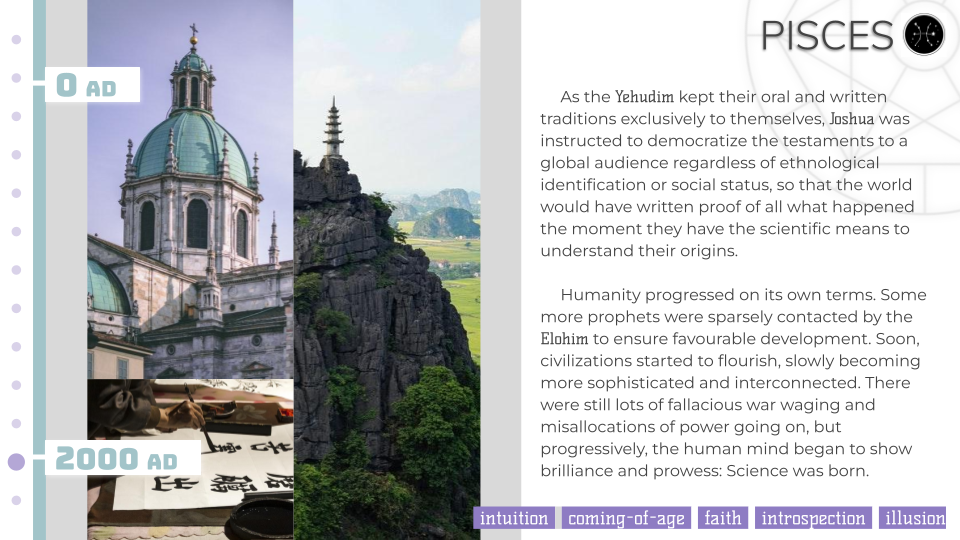 PISCES
0 AD
As the Yehudim kept their oral and written
traditions exclusively to themselves, Joshua was
instructed to democratize the testaments to a
global audience regardless of ethnological
identification or social status, so that the world
would have written proof of all what happened
the moment they have the scientific means to
understand their origins.
Humanity progressed on its own terms. Some
more prophets were sparsely contacted by the
Elohim to ensure favourable development. Soon,
civilizations started to flourish, slowly becoming
more sophisticated and interconnected. There
were still lots of fallacious war waging and
misallocations of power going on, but
progressively, the human mind began to show
brilliance and prowess: Science was born.
2000 AD
intuition coming-of-age faith introspection illusion